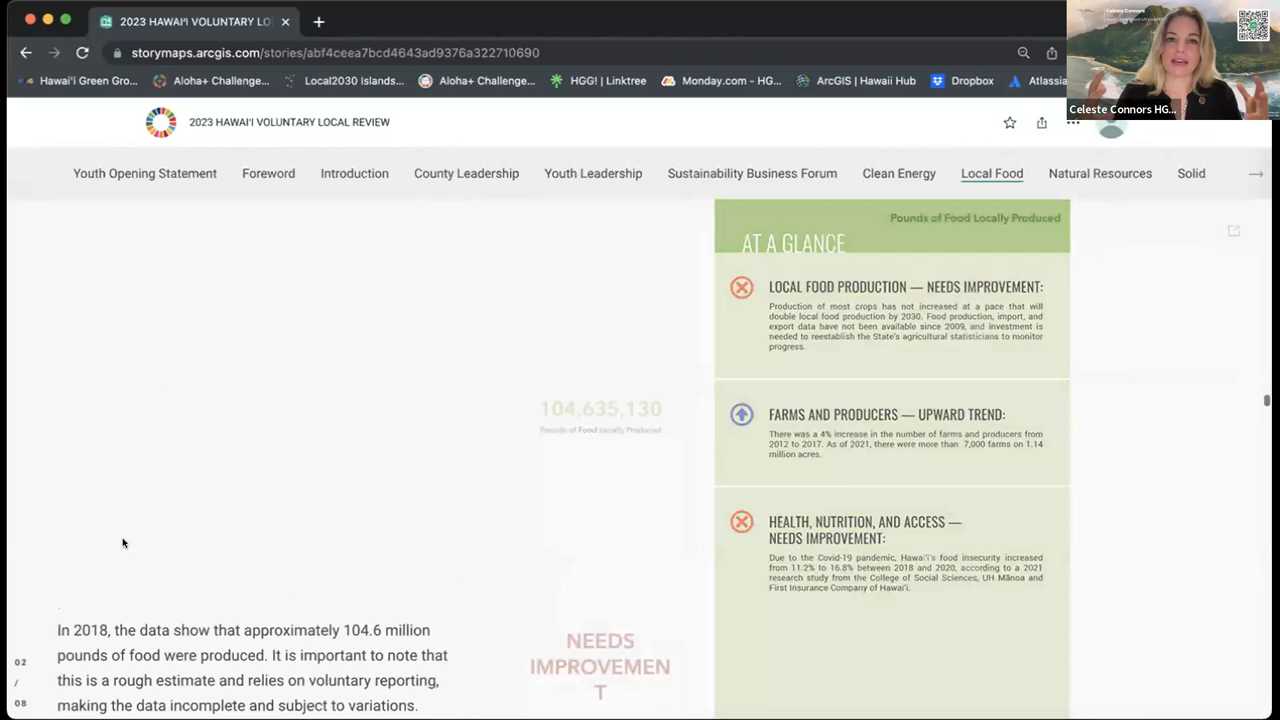 2023 HAWAIʻI VOLUNTARY LO
storymaps.arcgis.com/stories/abf4ceea7bcd4643ad937
710690
Hawai'i Green Gro...
Aloha+ Challenge...
Local2030 Islands...
Aloha+ Challenge...
HGG! | Linktree
Monday.com - HG...
ArcGIS | Hawaii Hub
Dropbox
Atlassia
Celeste Connors
Celeste Connors HG...
2023 HAWAIʻI VOLUNTARY LOCAL REV
Youth Opening Statement
Foreword
Introduction
County Leadership
Youth Leadership
Sustainability Business Forum
Clean Energy
Local Food
Natural Resources
Solid
Pounds of Food Locally Produced
AT A GLANCE
LOCAL FOOD PRODUCTION — NEEDS IMPROVEMENT:
Production of most crops has not increased at a pace that will
double local food production by 2030. Food production, import, and
export data have not been available since 2009, and investment is
needed to reestablish the State's agricultural statisticians to monitor
progress.
104,635,130
Pounds of Food Locally Produced
FARMS AND PRODUCERS — UPWARD TREND:
There was a 4% increase in the number of farms and producers from
2012 to 2017. As of 2021, there were more than 7,000 farms on 1.14
million acres.
HEALTH, NUTRITION, AND ACCESS —
NEEDS IMPROVEMENT:
Due to the Covid-19 pandemic, Hawaiʻi's food insecurity increased
from 11.2% to 16.8% between 2018 and 2020, according to a 2021
research study from the College of Social Sciences, UH Mānoa and
First Insurance Company of Hawaiʻi.
In 2018, the data show that approximately 104.6 million
pounds of food were produced. It is important to note that
this is a rough estimate and relies on voluntary reporting,
making the data incomplete and subject to variations.
NEEDS
IMPROVEMEN
T
02
/
08